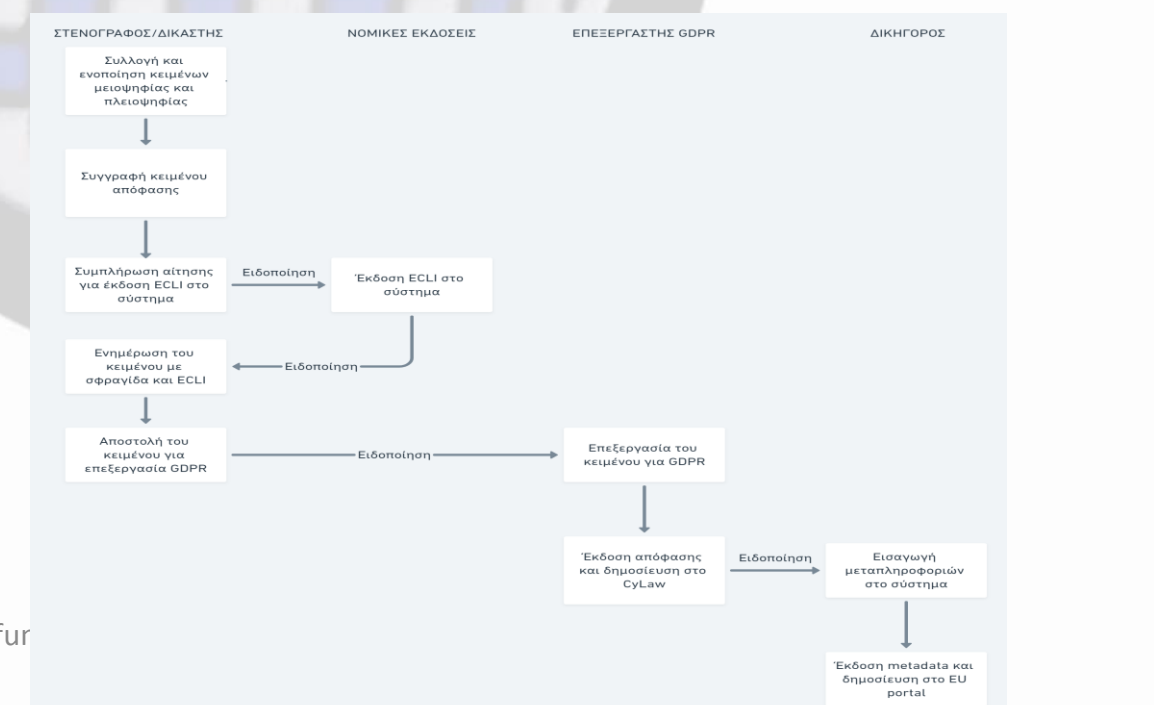 ΣΤΕΝΟΓΡΑΦΟΣ/ΔΙΚΑΣΤΗΣ
ΝΟΜΙΚΕΣ ΕΚΔΟΣΕΙΣ
ΕΠΕΞΕΡΓΑΣΤΗΣ GDPR
ΔΙΚΗΓΟΡΟΣ
Συλλογή και
ενοποίηση κειμένων
μειοψηφίας και
πλειοψηφίας
Συγγραφή κειμένου
απόφασης
Συμπλήρωση αίτησης
για έκδοση ECLI στο
σύστημα
Ειδοποίηση
Έκδοση ECLI στο
σύστημα
Ενημέρωση του
κειμένου με
σφραγίδα και ECLI
Ειδοποίηση
Αποστολή του
κειμένου για
επεξεργασία GDPR
Ειδοποίηση
Επεξεργασία του
κειμένου για GDPR
Έκδοση απόφασης
και δημοσίευση στο
CyLaw
Ειδοποίηση
Εισαγωγή
μεταπληροφοριών
στο σύστημα
Έκδοση metadata και
δημοσίευση στο EU
portal